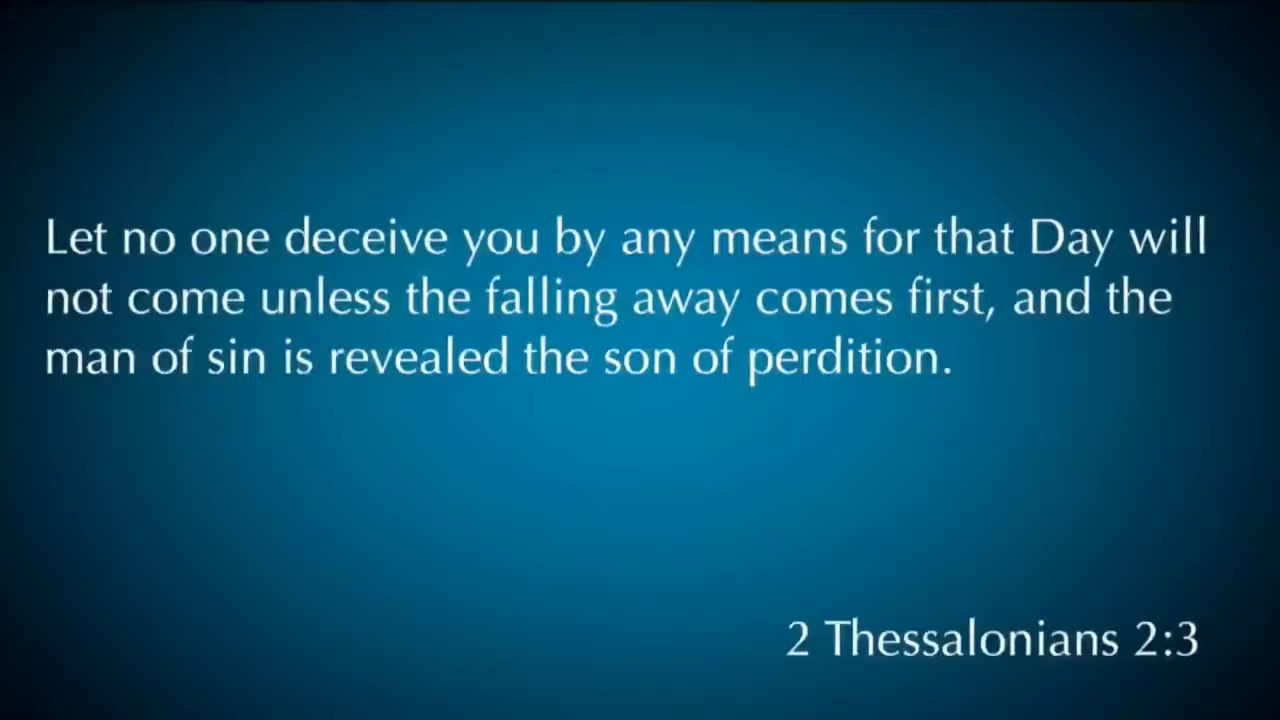 Let no one deceive you by any means for that Day will
not come unless the falling away comes first, and the
man of sin is revealed the son of perdition.
2 Thessalonians 2:3